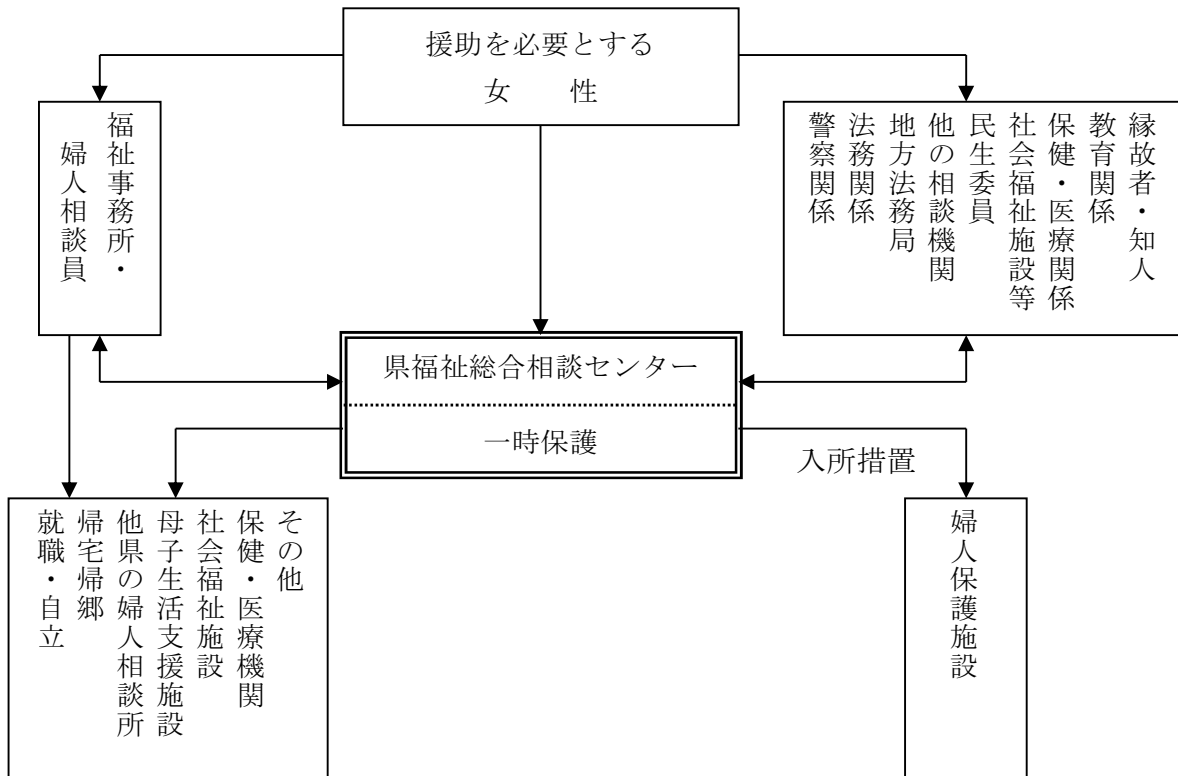 援助を必要とする
女　　性
福祉事務所・
婦人相談員
縁故者・知人
教育関係
保健・医療関係
社会福祉施設等
民生委員
他の相談機関
地方法務局
法務関係
警察関係
県福祉総合相談センター
一時保護
入所措置
その他
保健・医療機関
社会福祉施設
母子生活支援施設
他県の婦人相談所
帰宅帰郷
就職・自立
婦人保護施設